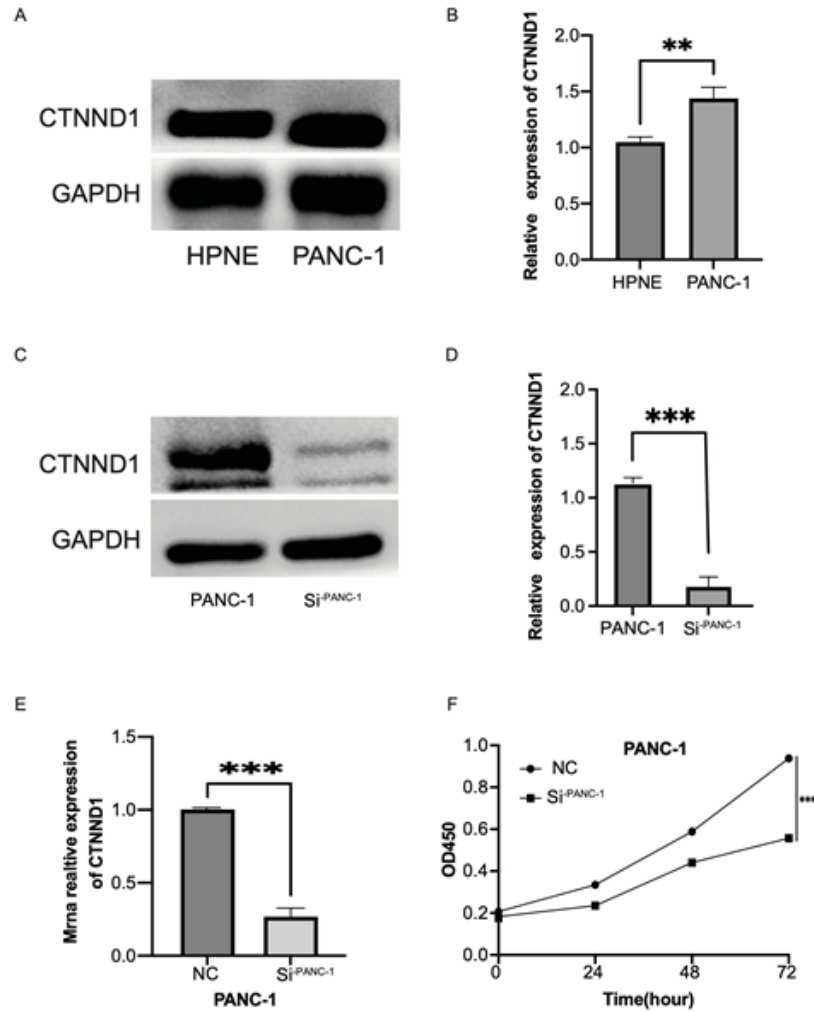 A
CTNND1
GAPDH
HPNE PANC-1
B
Relative expression of CTNND1
2.0
1.5
1.0
0.5
0.0
**
HPNE PANC-1
C
CTNND1
GAPDH
PANC-1 Si-PANC-1
D
Relative expression of CTNND1
2.0
1.5
1.0
0.5
0.0
***
PANC-1 Si-PANC-1
E
Mrna realtive expression
of CTNND1
1.5
1.0
0.5
0.0
***
NC Si-PANC-1
PANC-1
F
PANC-1
NC
Si-PANC-1
OD450
1.0
0.8
0.6
0.4
0.2
0.0
***
0 24 48 72
Time(hour)